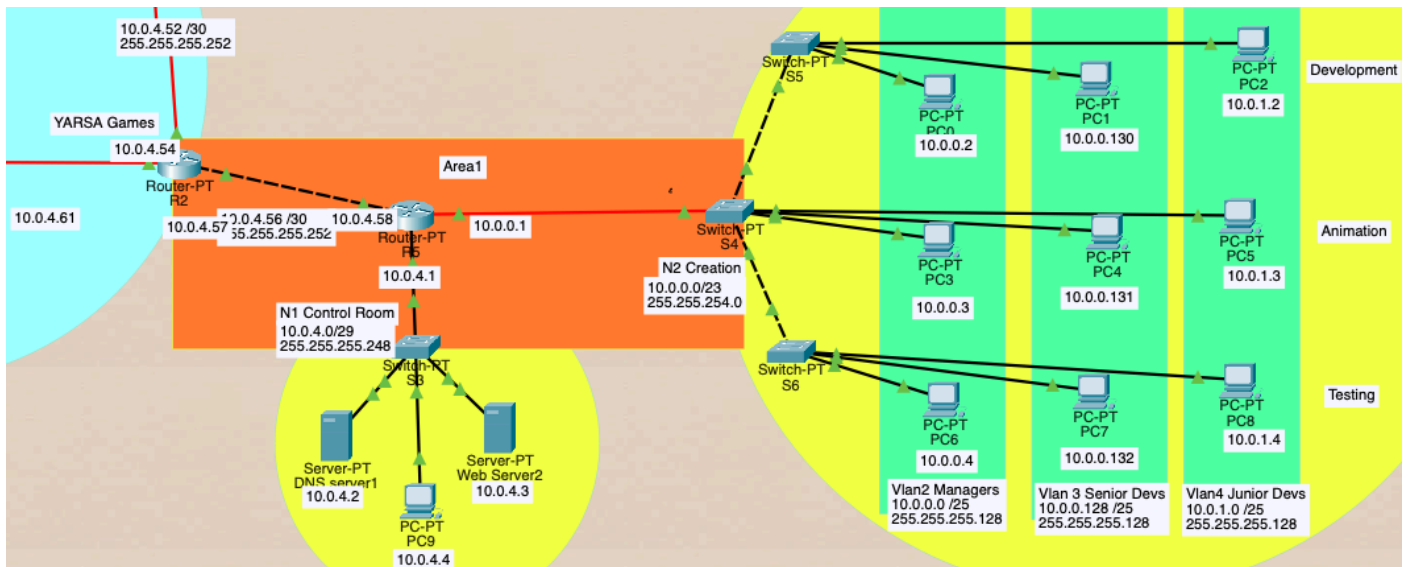 10.0.4.52 /30
255.255.255.252
YARSA Games
10.0.4.54
Router-PT
R2
10.0.4.61
10.0.4.57
10.0.4.56 /30
255.255.255.252
10.0.4.58
Router-PT
R5
Area1
10.0.0.1
10.0.4.1
N1 Control Room
10.0.4.0/29
255.255.255.248
Switch-PT
S3
Server-PT
DNS server1
10.0.4.2
Server-PT
Web Server2
10.0.4.3
PC-PT
PC9
10.0.4.4
Switch-PT
S4
N2 Creation
10.0.0.0/23
255.255.254.0
Switch-PT
S5
PC-PT
PC0
10.0.0.2
PC-PT
PC1
10.0.0.130
PC-PT
PC2
10.0.1.2
Development
PC-PT
PC3
10.0.0.3
PC-PT
PC4
10.0.0.131
PC-PT
PC5
10.0.1.3
Animation
Switch-PT
S6
PC-PT
PC6
10.0.0.4
PC-PT
PC7
10.0.0.132
PC-PT
PC8
10.0.1.4
Testing
Vlan2 Managers
10.0.0.0 /25
255.255.255.128
Vlan 3 Senior Devs
10.0.0.128 /25
255.255.255.128
Vlan4 Junior Devs
10.0.1.0 /25
255.255.255.128